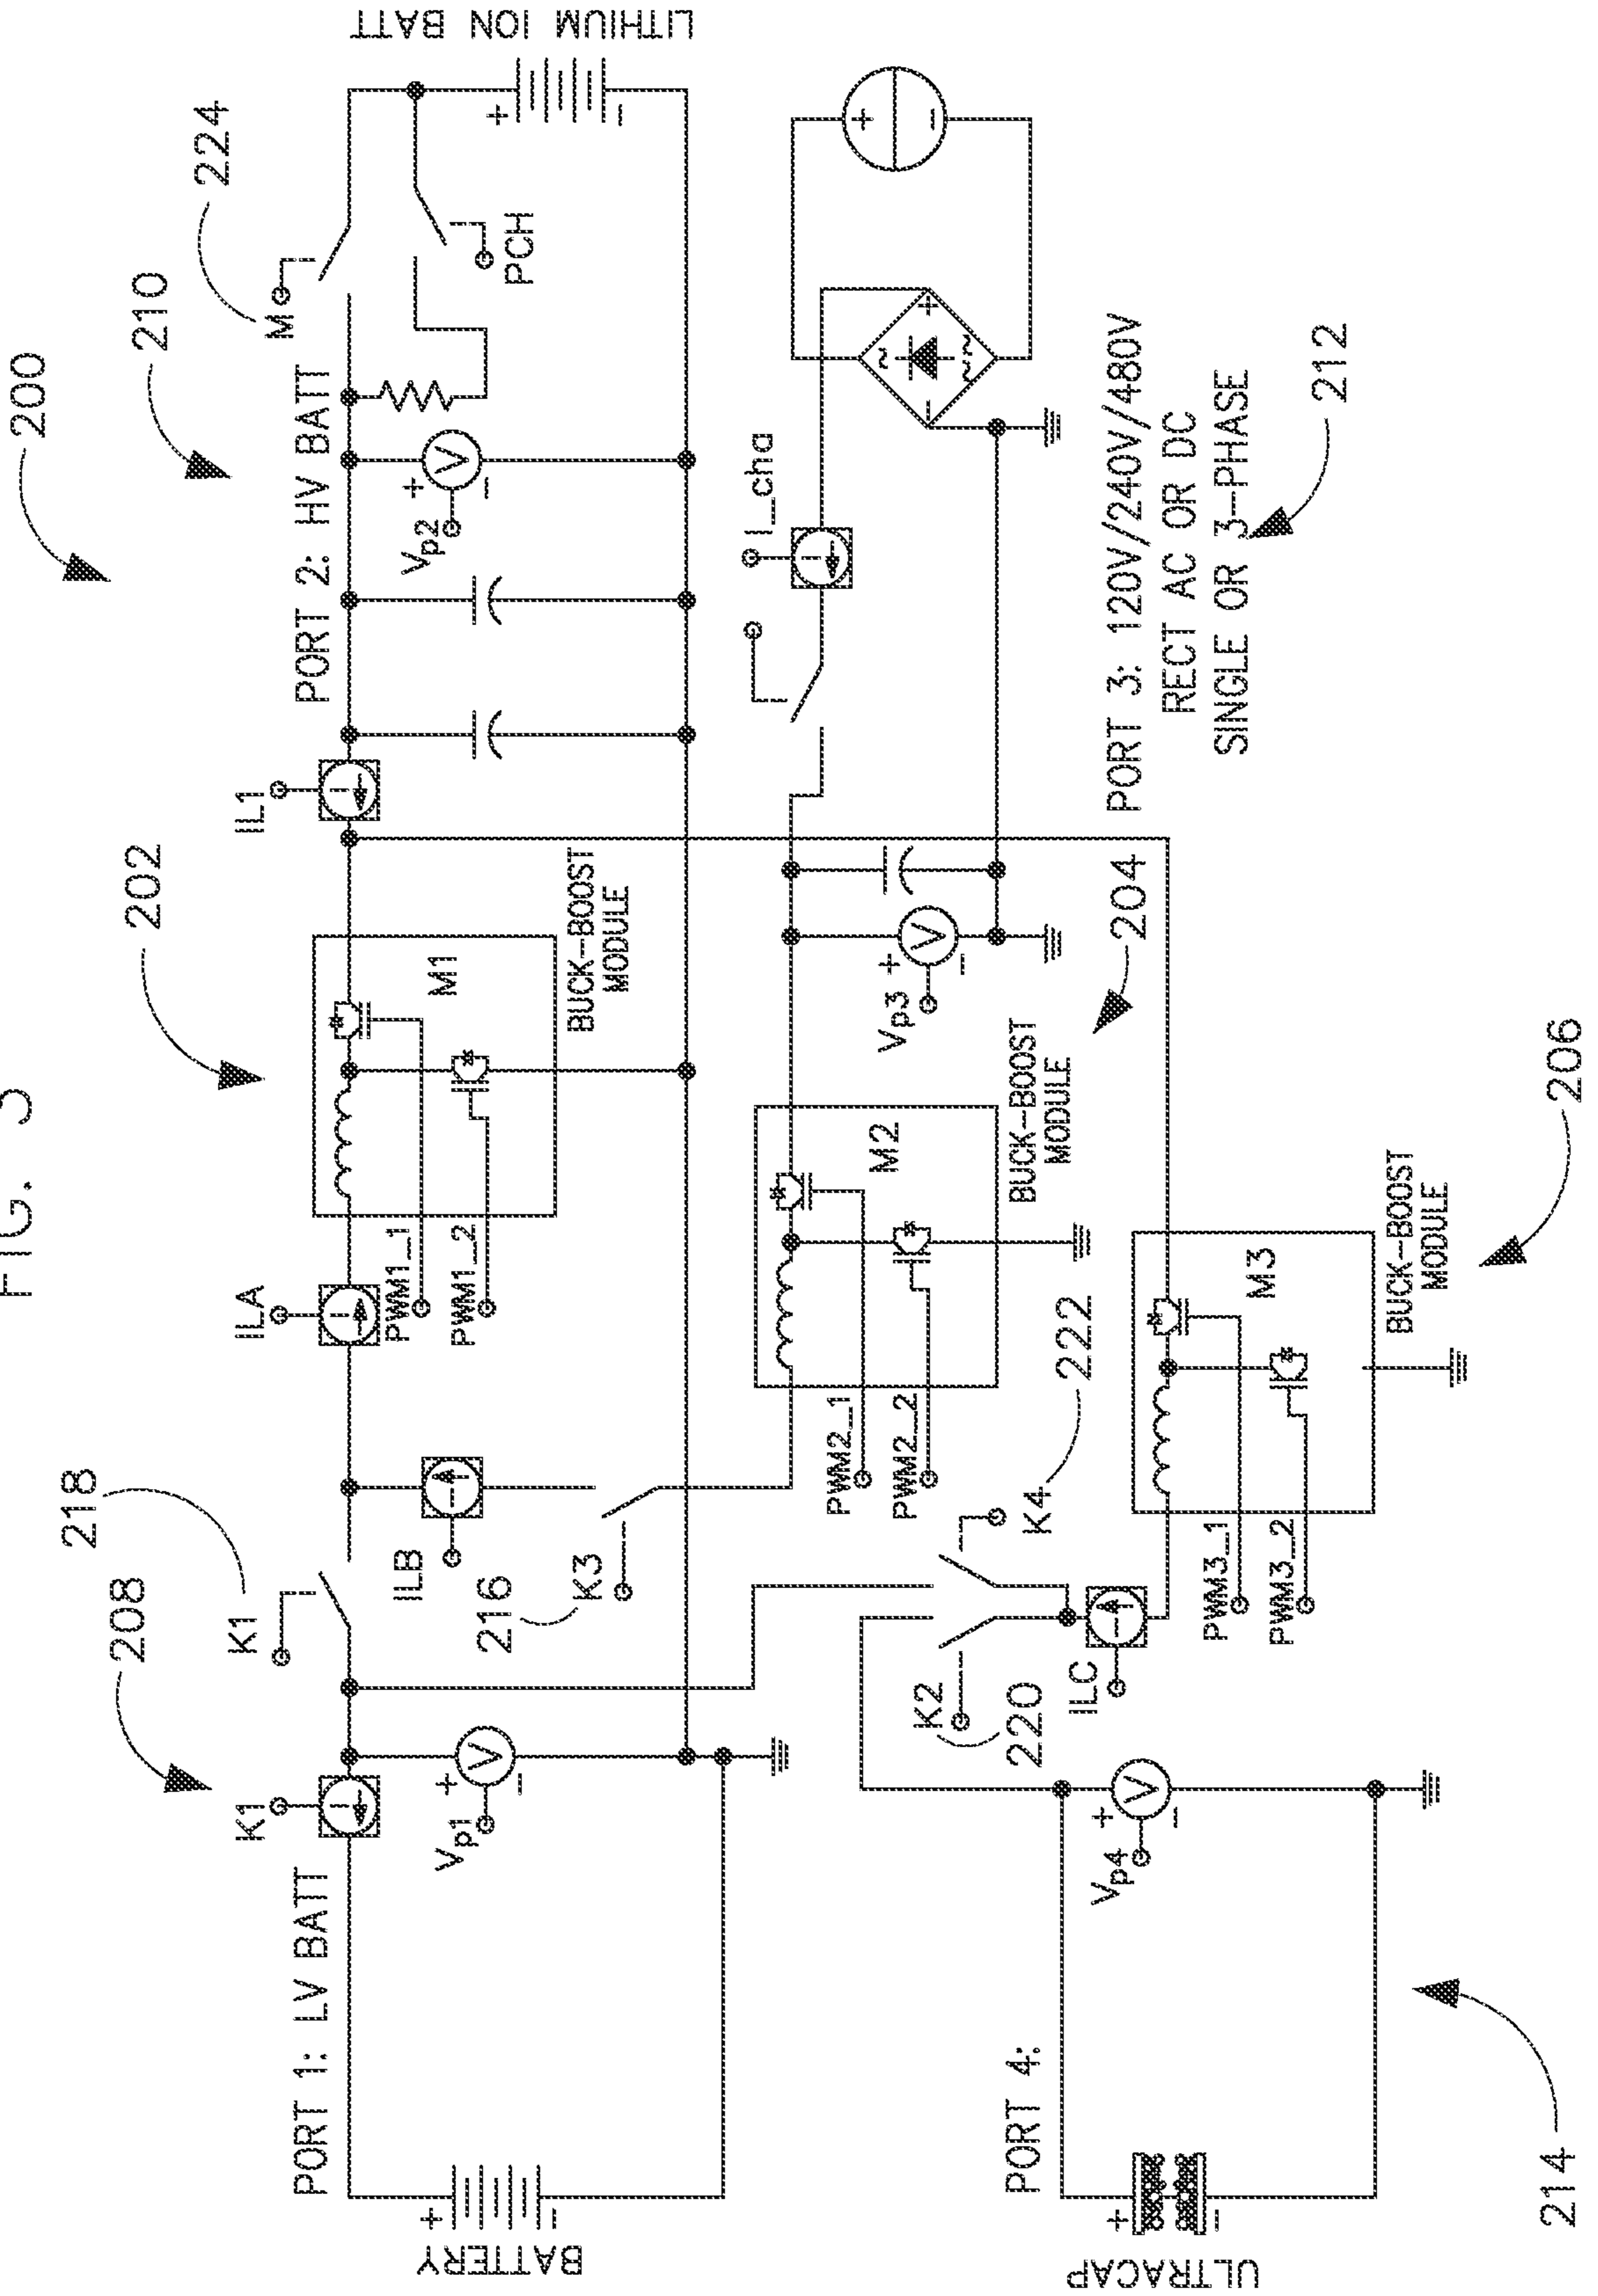 FIG. 3
200
PORT 1: LV BATT
BATTERY
+
-
208
K1
Vp1
+
-
218
K1
216
K3
ILB
ILA
202
PWM1_1
PWM1_2
M1
BUCK-BOOST
MODULE
IL1
PORT 2: HV BATT
210
Vp2
+
-
M
224
PCH
LITHIUM ION BATT
+
-
PORT 4:
ULTRACAP
+
-
214
Vp4
+
-
K2
220
K4
222
ILC
PWM2_1
PWM2_2
M2
BUCK-BOOST
MODULE
204
Vp3
+
-
I_cha
+
-
~
~
~
+
-
PORT 3: 120V/240V/480V
RECT AC OR DC
SINGLE OR 3-PHASE
212
PWM3_1
PWM3_2
M3
BUCK-BOOST
MODULE
206